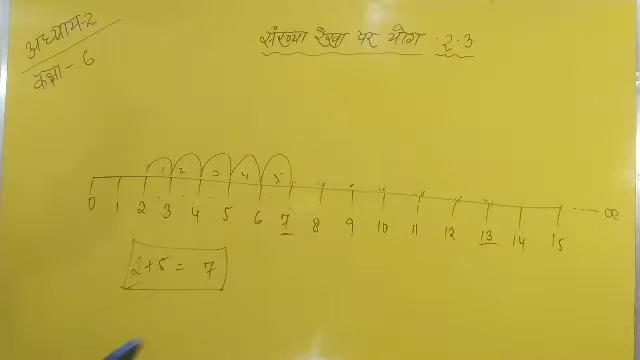 अध्याय-2
कक्षा - 6
संख्या रेखा पर योग 2.3
1 2 3 4 5
0 1 2 3 4 5 6 7 8 9 10 11 12 13 14 15 ∞
2+5 = 7